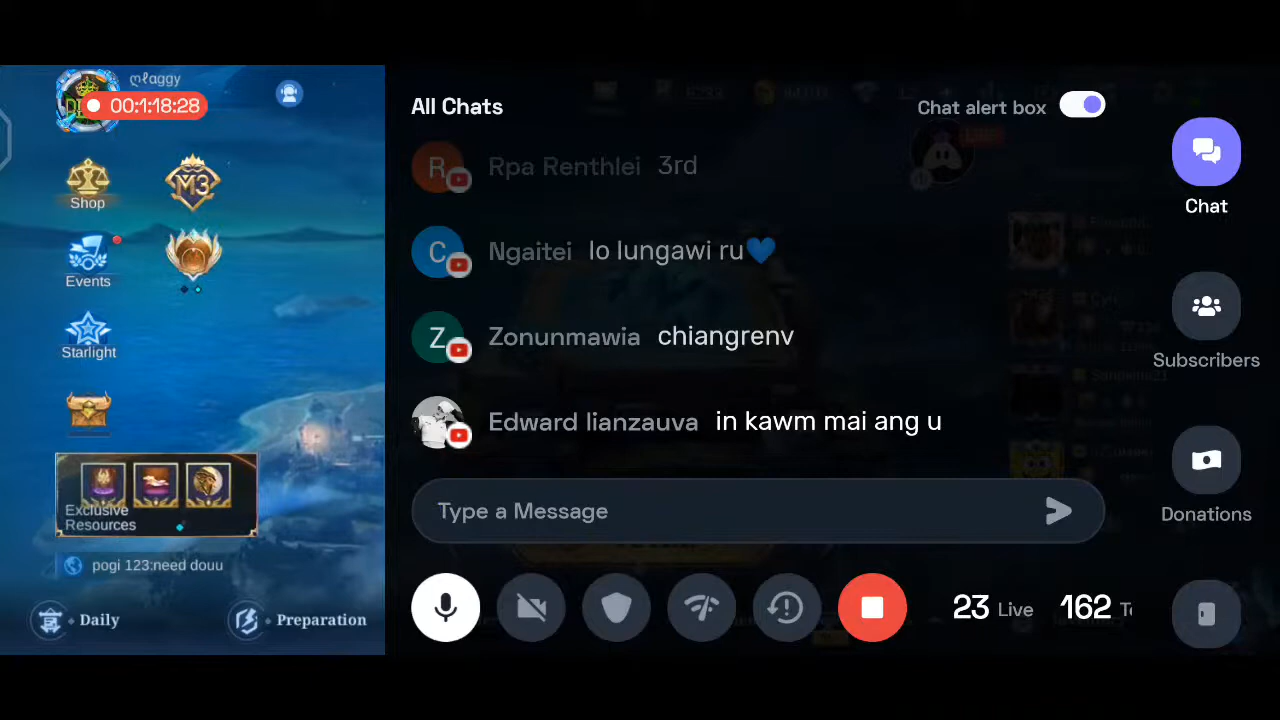 ლℓaggy
00:1:18:28
Shop
M3
Events
Starlight
Exclusive
Resources
pogi 123:need douu
Daily
Preparation
All Chats
Chat alert box
R Rpa Renthlei 3rd
C Ngaitei lo lungawi ru💙
Z Zonunmawia chiangrenv
Edward lianzauva in kawm mai ang u
Type a Message
23 Live
162
Chat
Subscribers
Donations